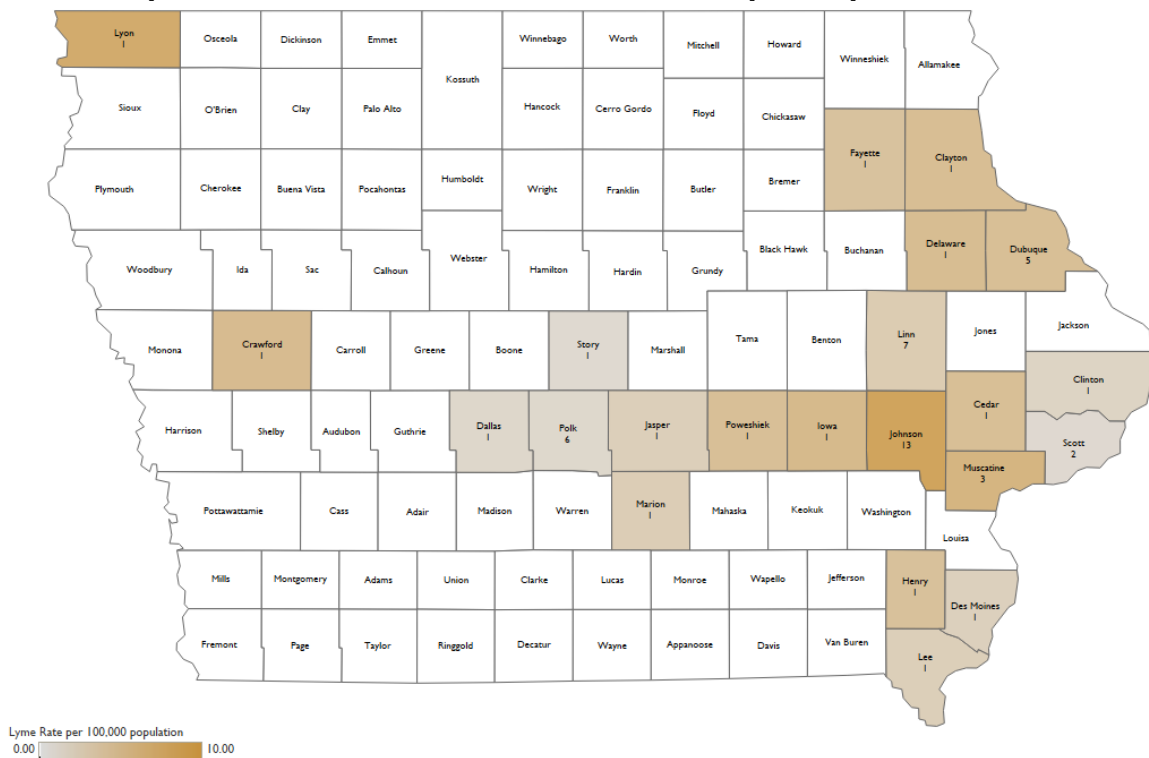 Lyon
1
Osceola
Dickinson
Emmet
Kossuth
Winnebago
Worth
Mitchell
Howard
Winneshiek
Allamakee
Sioux
O'Brien
Clay
Palo Alto
Hancock
Cerro Gordo
Floyd
Chickasaw
Fayette
1
Clayton
1
Plymouth
Cherokee
Buena Vista
Pocahontas
Humboldt
Wright
Franklin
Butler
Bremer
Woodbury
Ida
Sac
Calhoun
Webster
Hamilton
Hardin
Grundy
Black Hawk
Buchanan
Delaware
1
Dubuque
5
Monona
Crawford
1
Carroll
Greene
Boone
Story
1
Marshall
Tama
Benton
Linn
7
Jones
Jackson
Clinton
1
Harrison
Shelby
Audubon
Guthrie
Dallas
1
Polk
6
Jasper
1
Poweshiek
1
Iowa
1
Johnson
13
Cedar
1
Scott
2
Muscatine
3
Pottawattamie
Cass
Adair
Madison
Warren
Marion
1
Mahaska
Keokuk
Washington
Louisa
Mills
Montgomery
Adams
Union
Clarke
Lucas
Monroe
Wapello
Jefferson
Henry
1
Des Moines
1
Fremont
Page
Taylor
Ringgold
Decatur
Wayne
Appanoose
Davis
Van Buren
Lee
1
Lyme Rate per 100,000 population
0.00 10.00